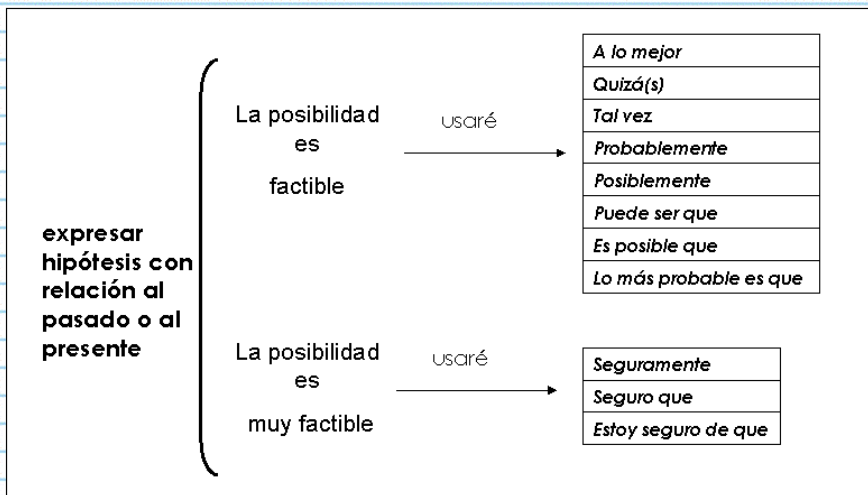 expresar
hipótesis con
relación al
pasado o al
presente
La posibilidad
es
factible
usaré
A lo mejor
Quizá(s)
Tal vez
Probablemente
Posiblemente
Puede ser que
Es posible que
Lo más probable es que
La posibilidad
es
muy factible
usaré
Seguramente
Seguro que
Estoy seguro de que